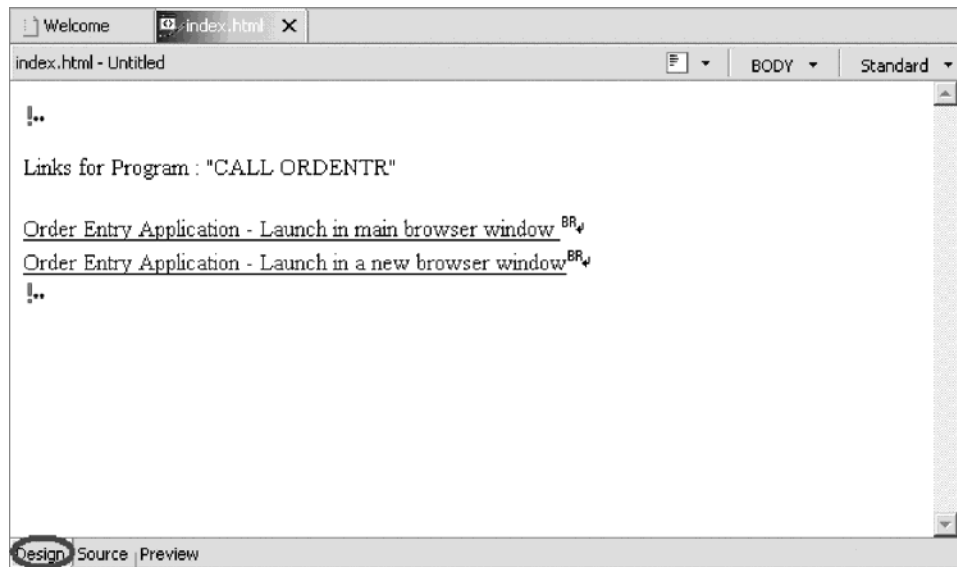 Welcome index.html
index.html - Untitled BODY Standard
Links for Program : "CALL ORDENTR"
Order Entry Application - Launch in main browser window BR
Order Entry Application - Launch in a new browser window BR
Design Source Preview